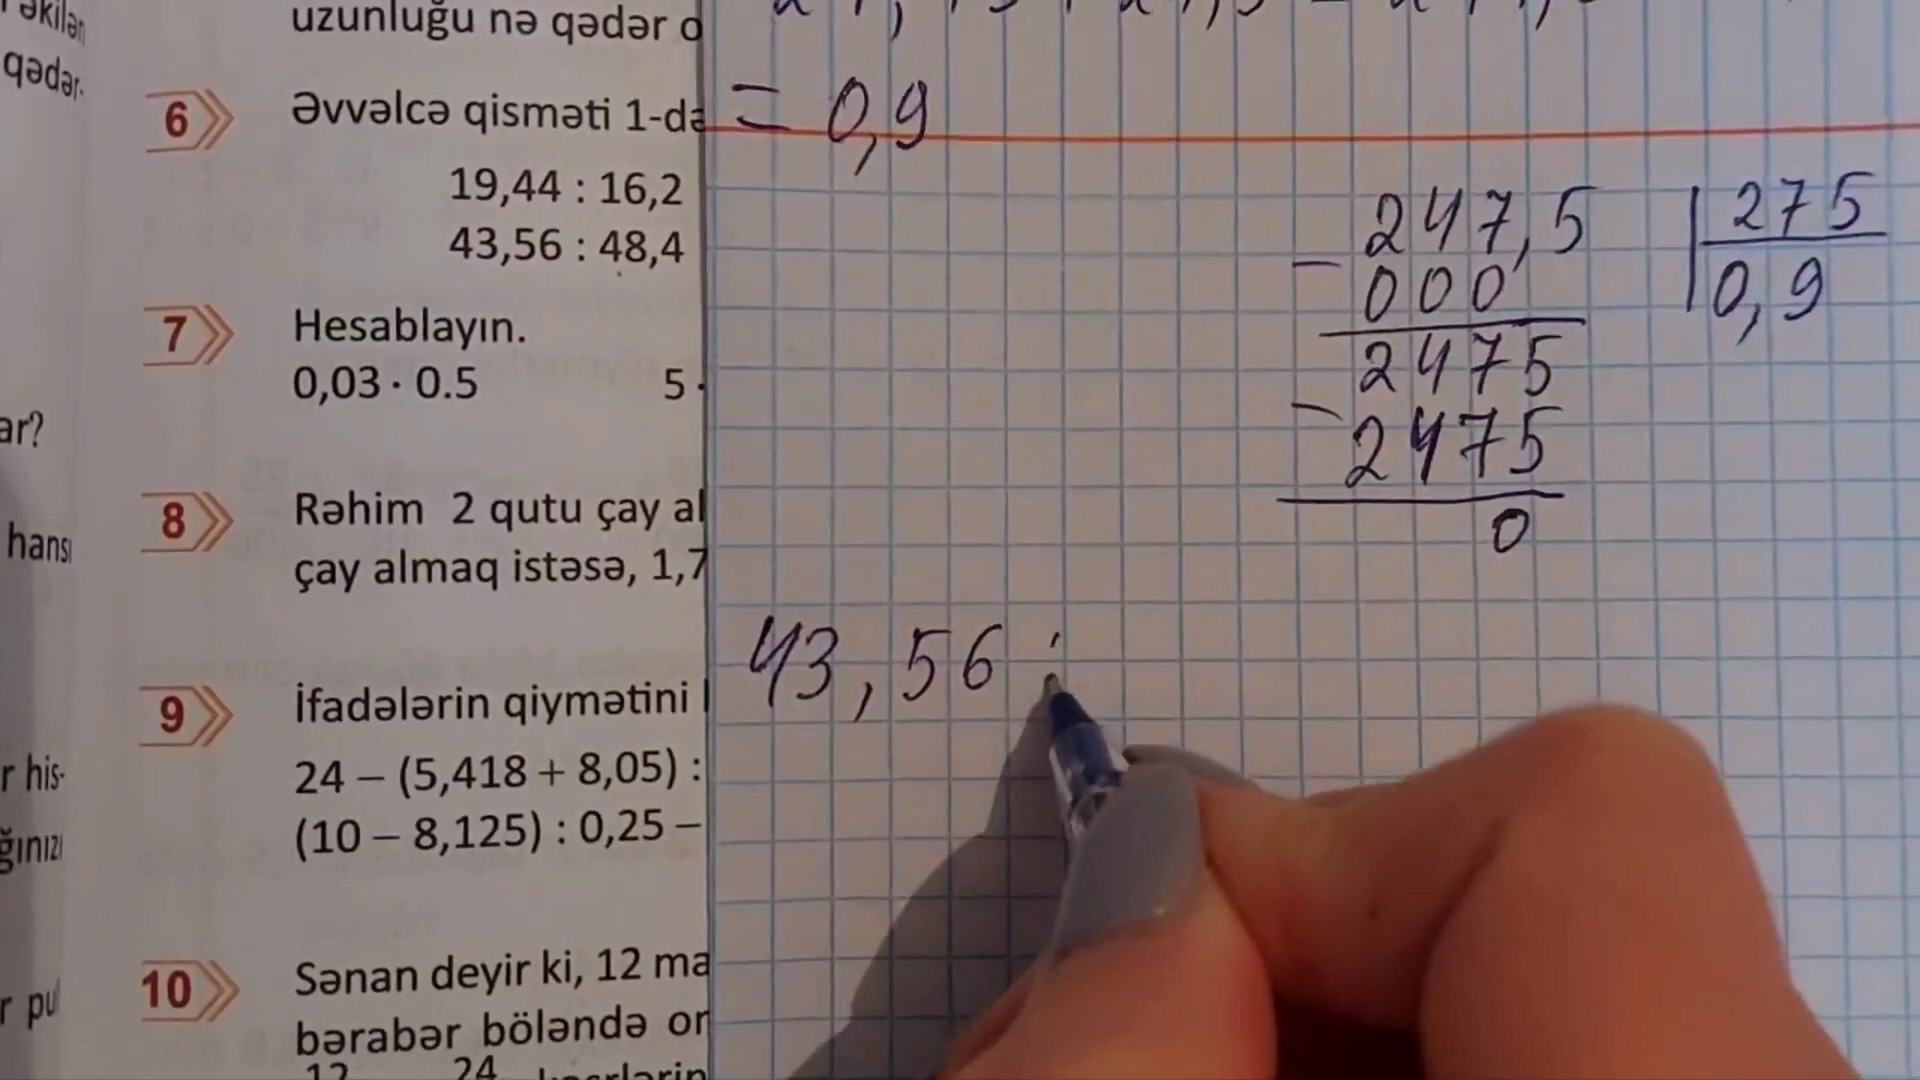 qədər-
ar?
hansı
r his-
ğınızı
r pul
uzunluğu nə qədər
6 Əvvəlcə qisməti 1-də
19,44 : 16,2
43,56 : 48,4
7 Hesablayın.
0,03 · 0.5 5 ·
8 Rəhim 2 qutu çay al
çay almaq istəsə, 1,7
9 İfadələrin qiymətini
24 – (5,418 + 8,05) :
(10 – 8,125) : 0,25 –
10 Sənan deyir ki, 12 ma
bərabər böləndə
12 24 kəsrlərin
= 0,9
247,5 275
– 000 0,9
2475
– 2475
0
43,56 :